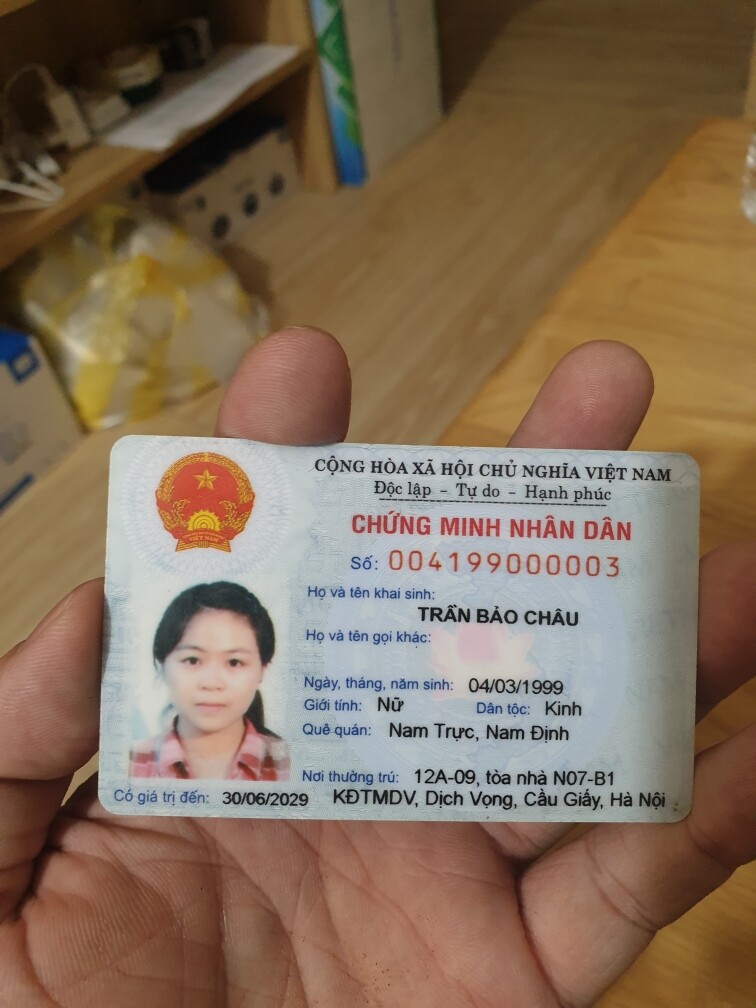 CỘNG HÒA XÃ HỘI CHỦ NGHĨA VIỆT NAM
Độc lập - Tự do - Hạnh phúc
CHỨNG MINH NHÂN DÂN
Số: 004199000003
Họ và tên khai sinh:
TRẦN BẢO CHÂU
Họ và tên gọi khác:
Ngày, tháng, năm sinh: 04/03/1999
Giới tính: Nữ Dân tộc: Kinh
Quê quán: Nam Trực, Nam Định
Nơi thường trú: 12A-09, tòa nhà N07-B1
KĐTMDV, Dịch Vọng, Cầu Giấy, Hà Nội
Có giá trị đến: 30/06/2029
VIỆT NAM